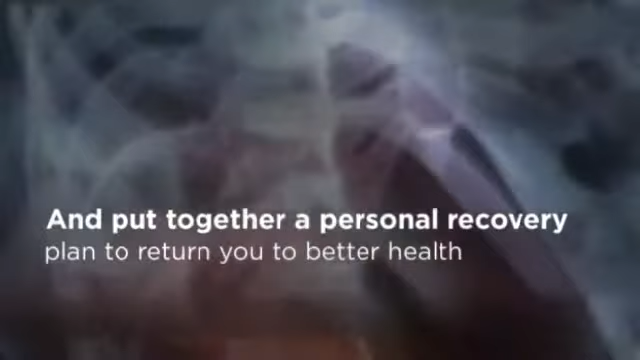 And put together a personal recovery
plan to return you to better health